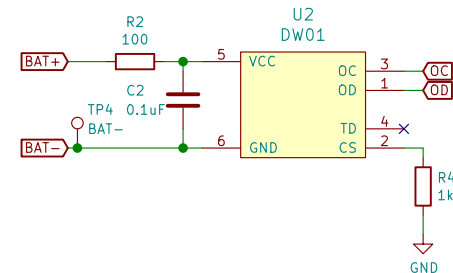 U2
DW01
R2
100
BAT+
5
VCC
OC
3
OC
OD
1
OD
C2
0.1uF
TP4
BAT-
TD
4
BAT-
6
GND
CS
2
R4
1k
GND